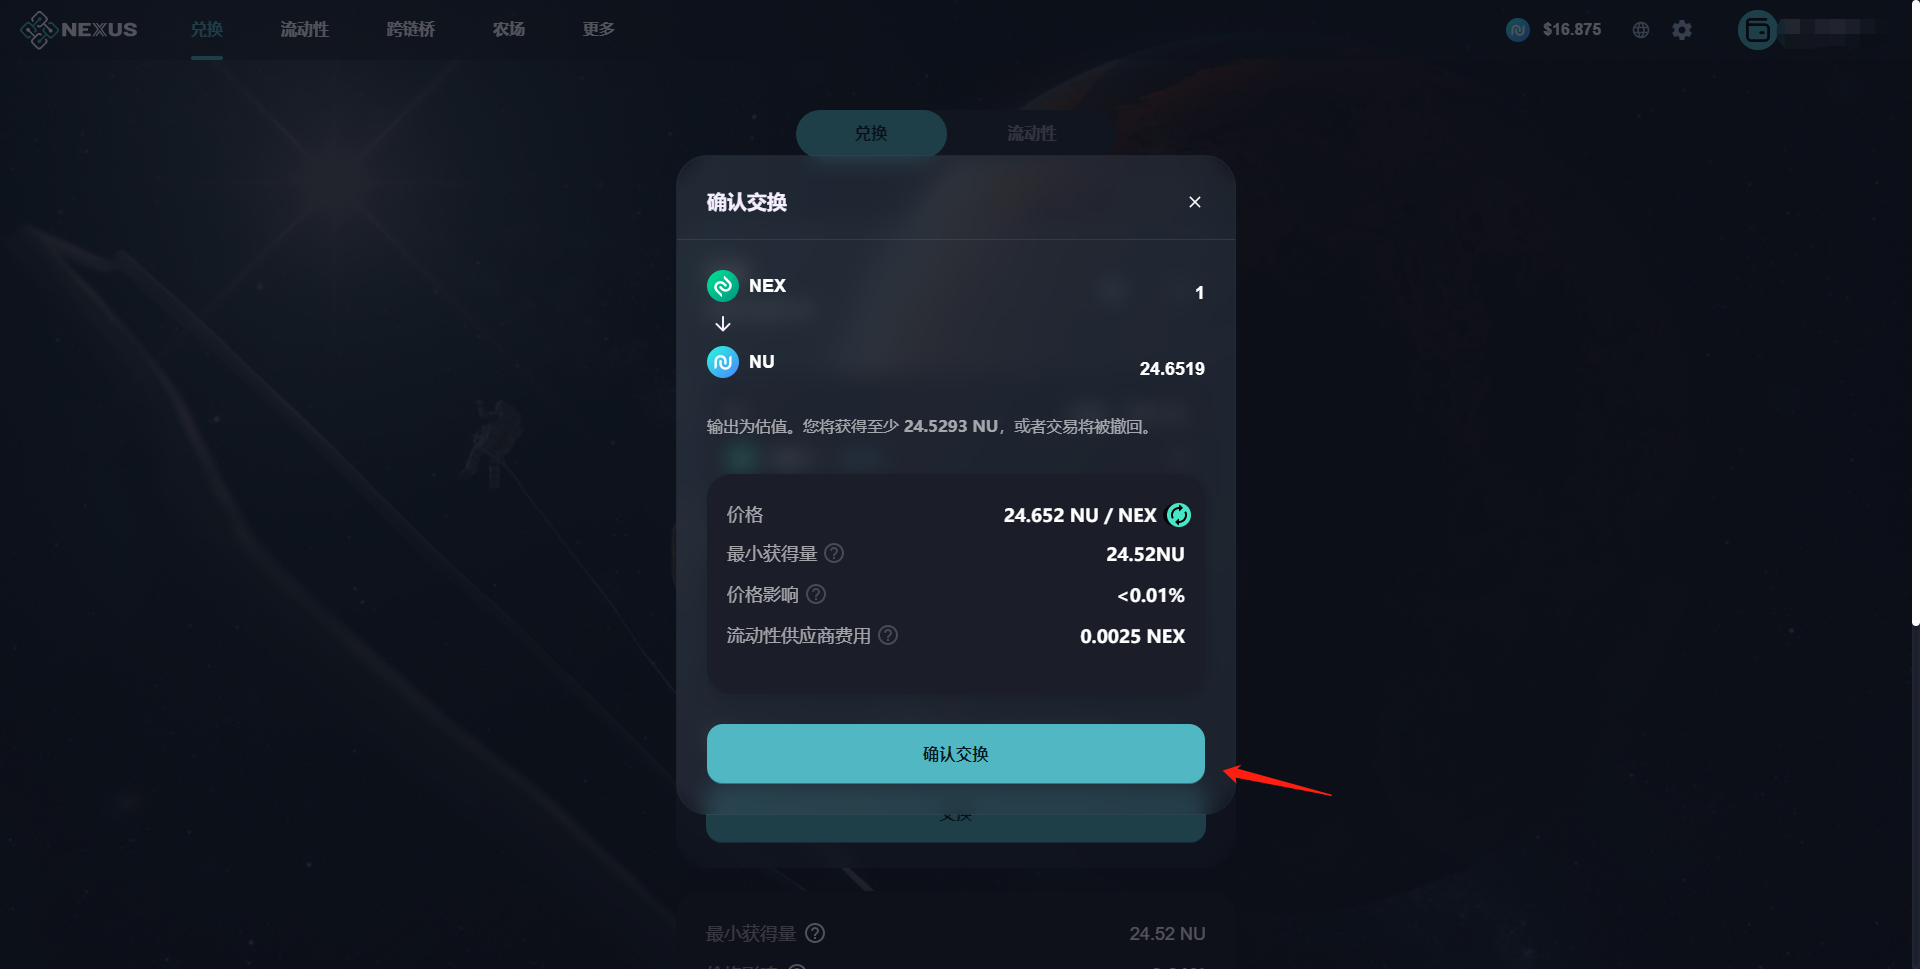 NEXUS
兑换
流动性
跨链桥
农场
更多
$16.875
兑换
流动性
确认交换
NEX
1
NU
24.6519
输出为估值。您将获得至少 24.5293 NU，或者交易将被撤回。
价格
24.652 NU / NEX
最小获得量
24.52NU
价格影响
<0.01%
流动性供应商费用
0.0025 NEX
确认交换
交换
最小获得量
24.52 NU